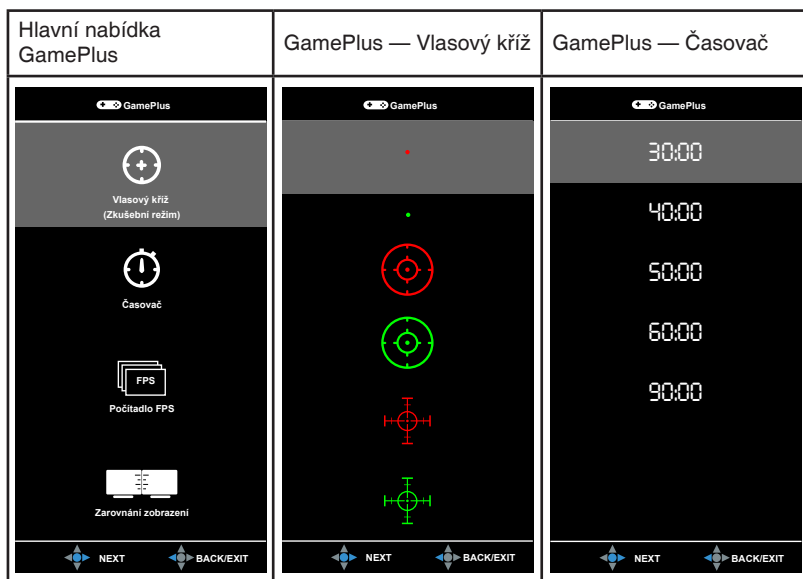 Hlavní nabídka
GamePlus
GamePlus — Vlasový kříž
GamePlus — Časovač
GamePlus
Vlasový kříž
(Zkušební režim)
Časovač
FPS
Počítadlo FPS
Zarovnání zobrazení
NEXT
BACK/EXIT
GamePlus
NEXT
BACK/EXIT
GamePlus
30:00
40:00
50:00
60:00
90:00
NEXT
BACK/EXIT